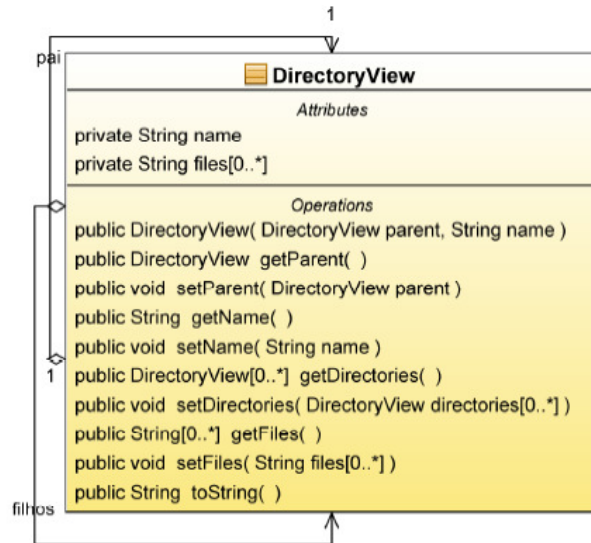 1
pai
DirectoryView
Attributes
private String name
private String files[0..*]
Operations
public DirectoryView( DirectoryView parent, String name )
public DirectoryView getParent( )
public void setParent( DirectoryView parent )
public String getName( )
public void setName( String name )
1
public DirectoryView[0..*] getDirectories( )
public void setDirectories( DirectoryView directories[0..*] )
public String[0..*] getFiles( )
public void setFiles( String files[0..*] )
public String toString( )
filhos